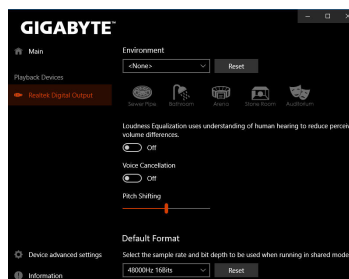 GIGABYTE™
Main
Playback Devices
Realtek Digital Output
Device advanced settings
Information
Environment
<None>
Reset
Sewer Pipe
Bathroom
Arena
Stone Room
Auditorium
Loudness Equalization uses understanding of human hearing to reduce perceiv
volume differences.
Off
Voice Cancellation
Off
Pitch Shifting
Default Format
Select the sample rate and bit depth to be used when running in shared mode
48000Hz 16Bits
Reset